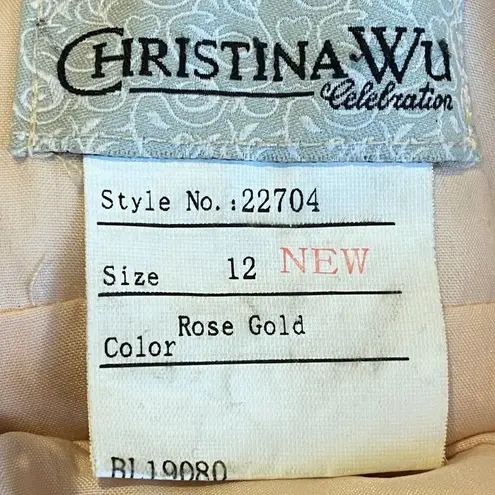 CHRISTINA WU
Celebration
Style No.:22704
Size 12 NEW
Color Rose Gold
BL19080